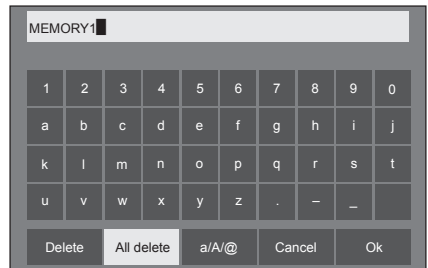 MEMORY1
1 2 3 4 5 6 7 8 9 0
a b c d e f g h i j
k l m n o p q r s t
u v w x y z . – _
Delete All delete a/A/@ Cancel Ok